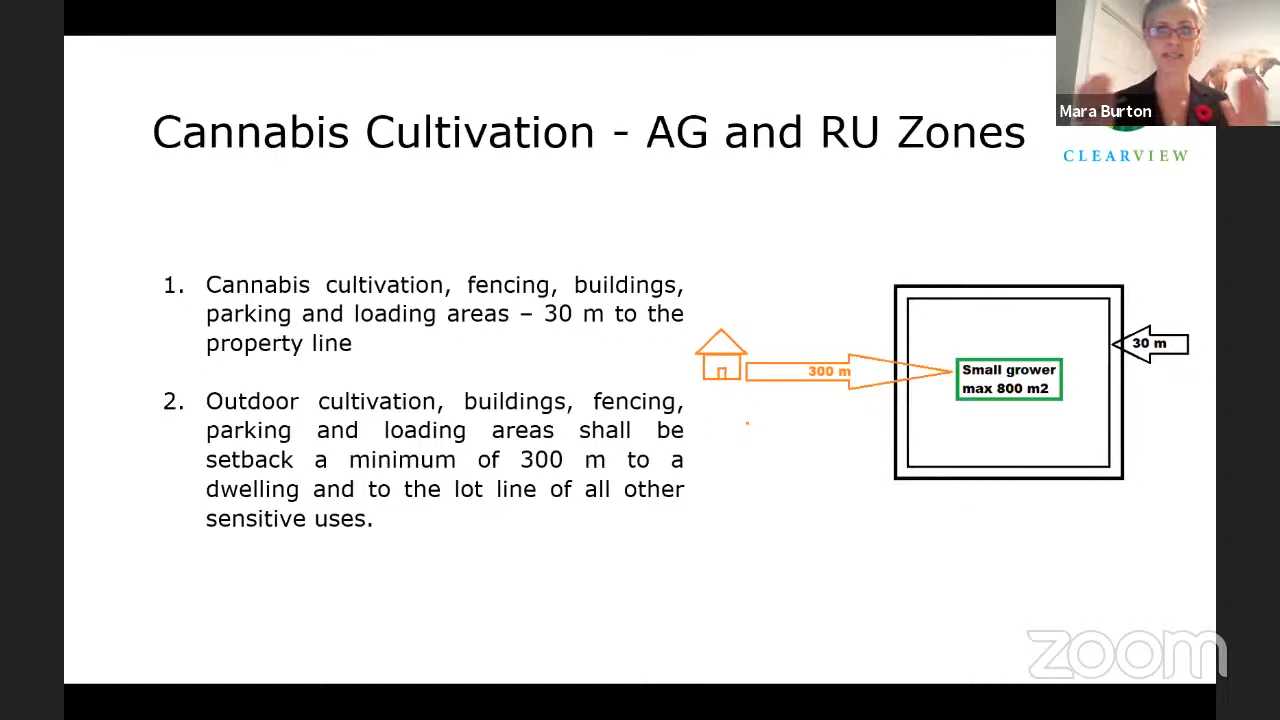 Mara Burton
Cannabis Cultivation - AG and RU Zones
CLEARVIEW
1. Cannabis cultivation, fencing, buildings,
parking and loading areas – 30 m to the
property line
2. Outdoor cultivation, buildings, fencing,
parking and loading areas shall be
setback a minimum of 300 m to a
dwelling and to the lot line of all other
sensitive uses.
300 m
Small grower
max 800 m2
30 m
zoom